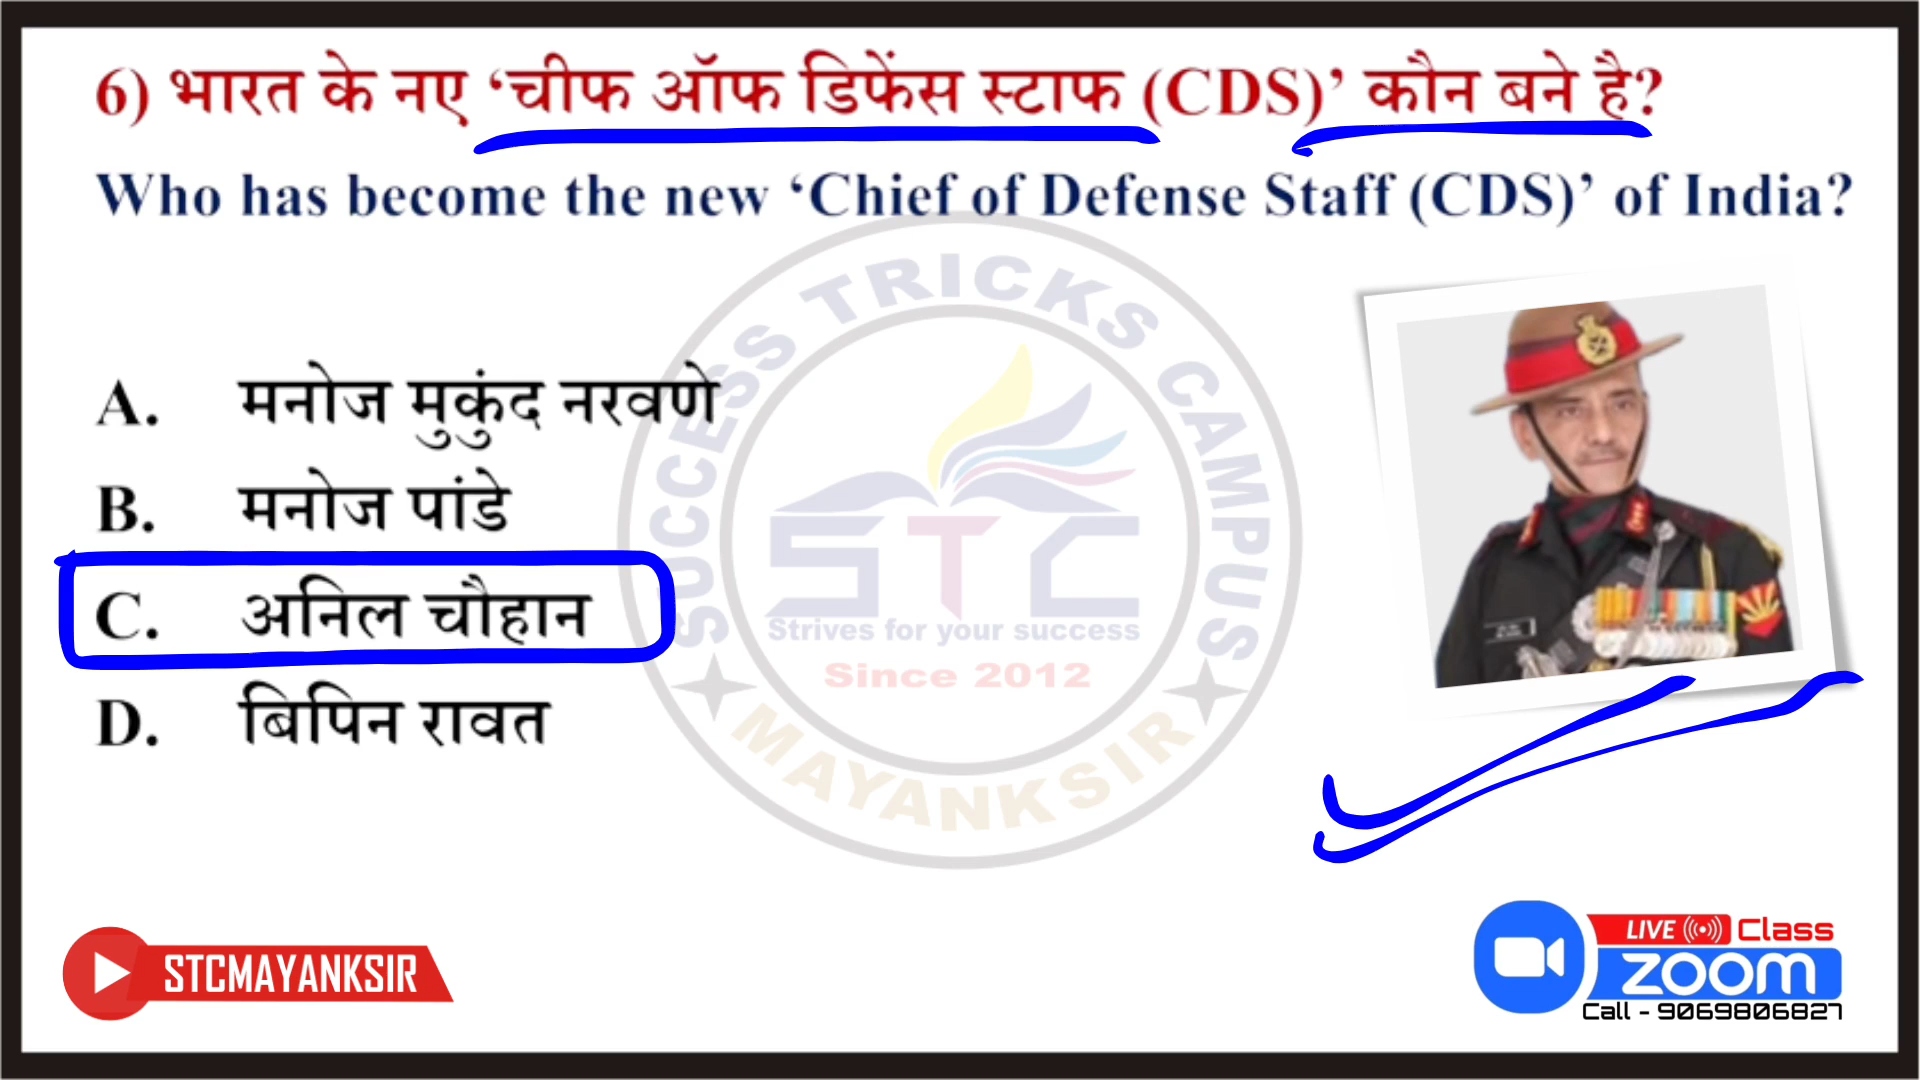 6) भारत के नए ‘चीफ ऑफ डिफेंस स्टाफ (CDS)’ कौन बने है?
Who has become the new ‘Chief of Defense Staff (CDS)’ of India?
A. मनोज मुकुंद नरवणे
B. मनोज पांडे
C. अनिल चौहान
D. बिपिन रावत
SUCCESS TRICKS CAMPUS
STC
Strives for your success
Since 2012
MAYANKSIR
STCMAYANKSIR
LIVE Class
zoom
Call - 9069806827